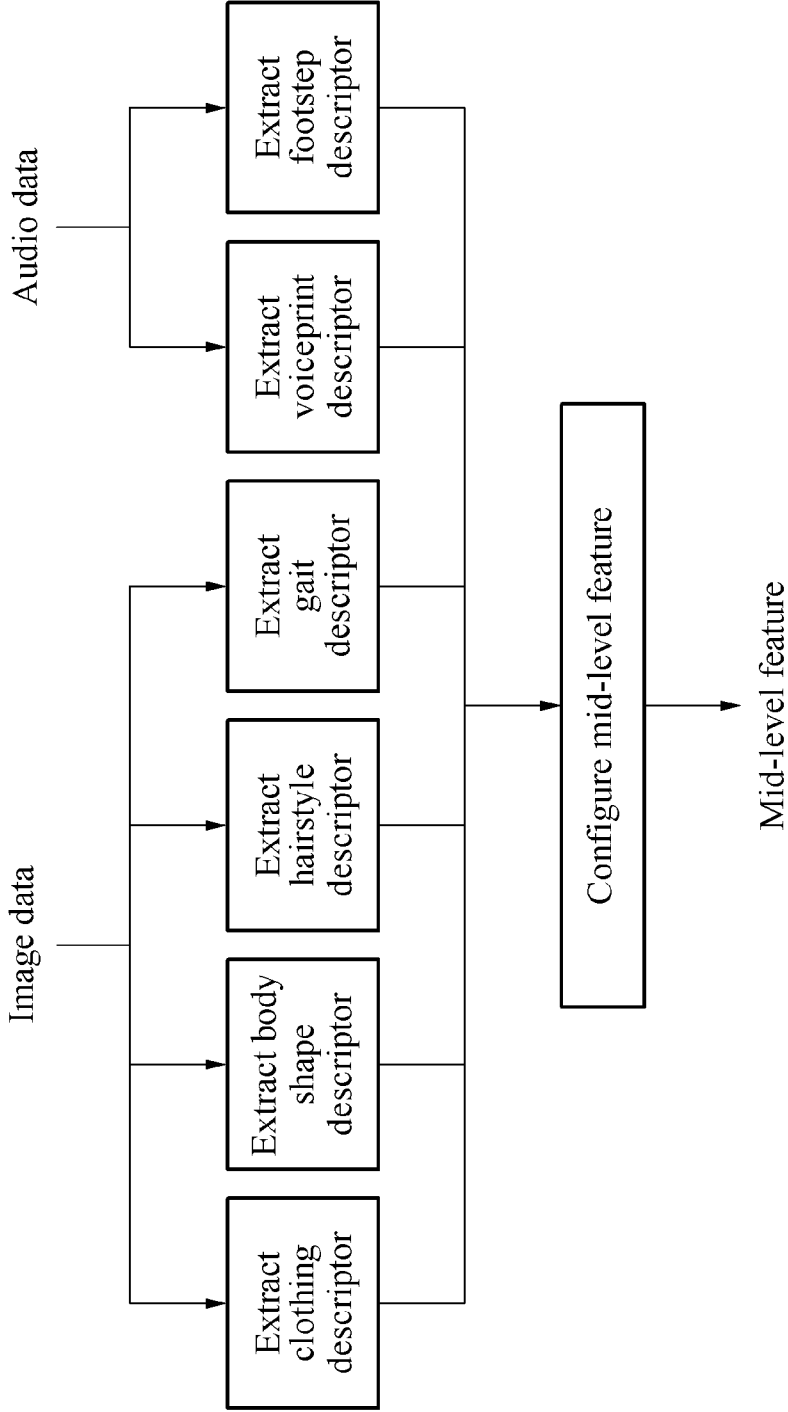 Image data
Audio data
Extract
clothing
descriptor
Extract body
shape
descriptor
Extract
hairstyle
descriptor
Extract
gait
descriptor
Extract
voiceprint
descriptor
Extract
footstep
descriptor
Configure mid-level feature
Mid-level feature